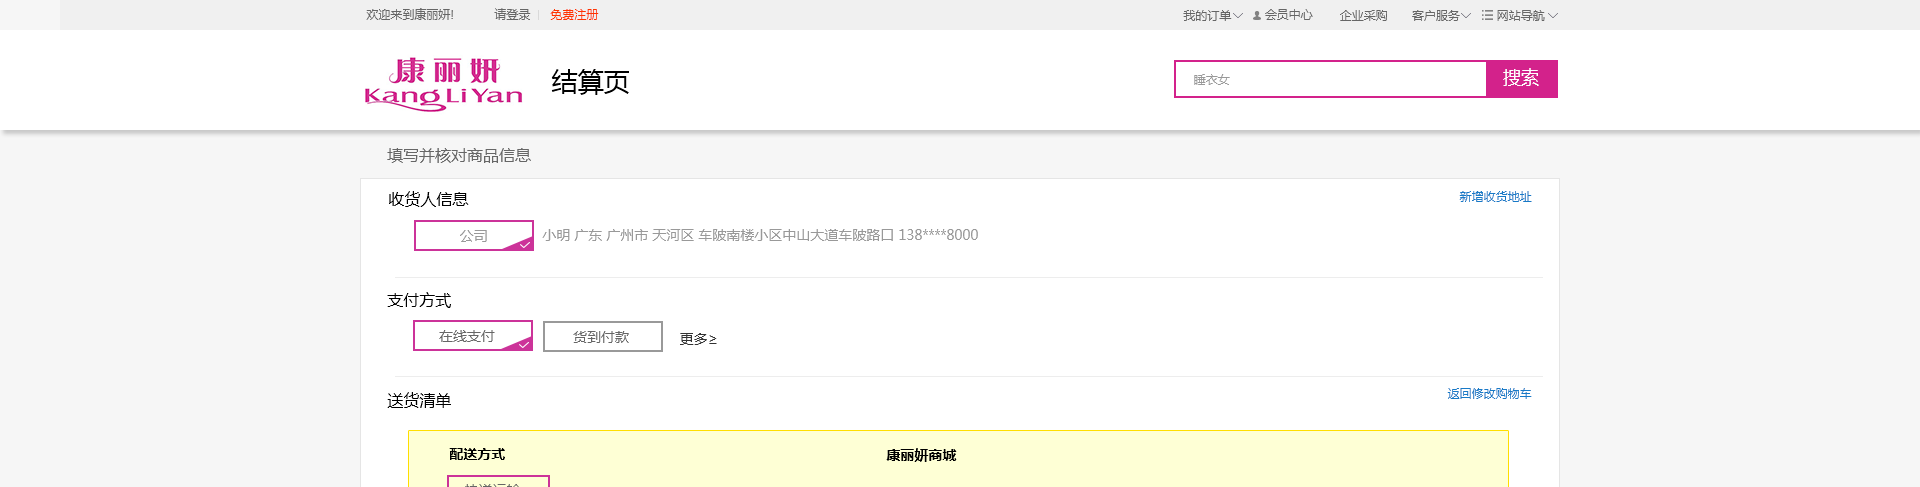 欢迎来到康丽妍! 请登录 免费注册 我的订单 会员中心 企业采购 客户服务 网站导航
康丽妍
KangLiYan
结算页
睡衣女 搜索
填写并核对商品信息
收货人信息 新增收货地址
公司 小明 广东 广州市 天河区 车陂南楼小区中山大道车陂路口 138****8000
支付方式
在线支付 货到付款 更多≥
送货清单 返回修改购物车
配送方式 康丽妍商城